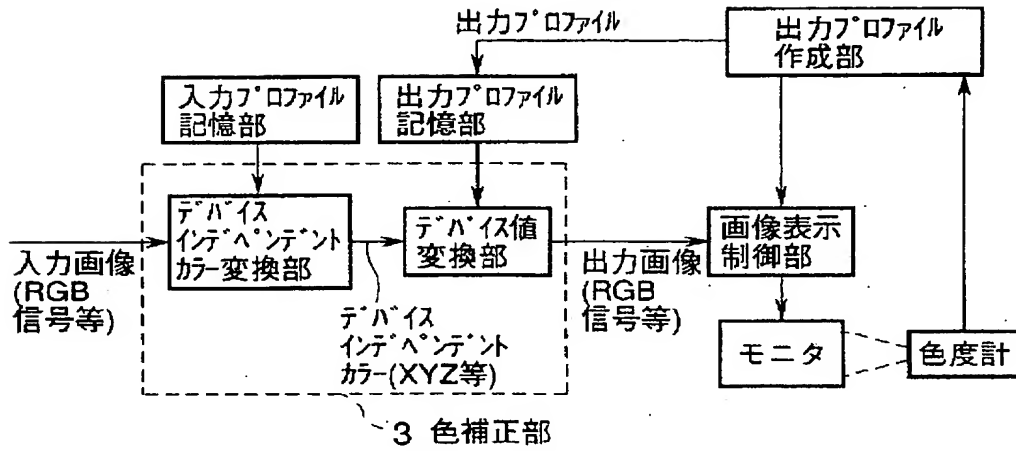 出力プロファイル
出力プロファイル
作成部
入力プロファイル
記憶部
出力プロファイル
記憶部
デバイス
インデペンデント
カラー変換部
デバイス値
変換部
画像表示
制御部
入力画像
(RGB
信号等)
出力画像
(RGB
信号等)
デバイス
インデペンデント
カラー(XYZ等)
モニタ
色度計
3 色補正部